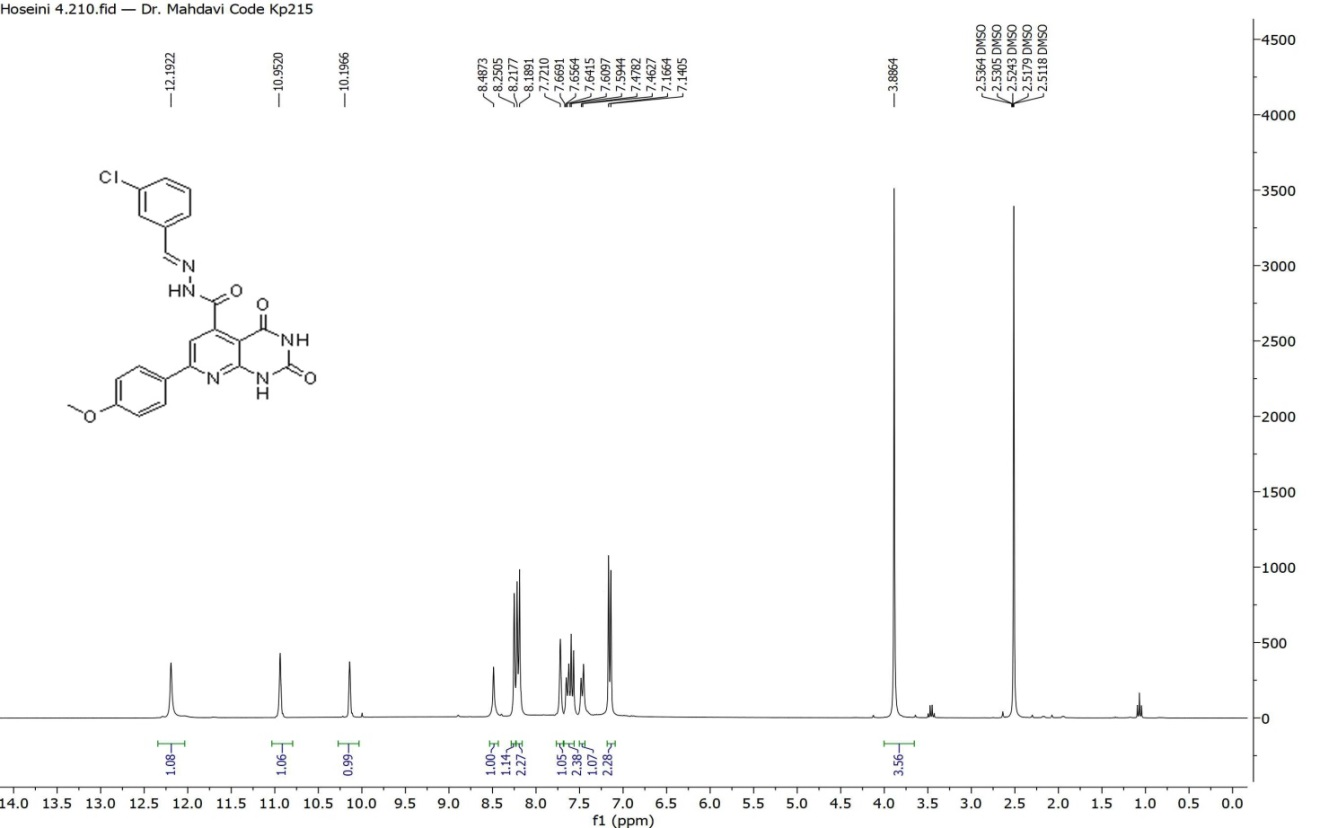 Hoseini 4.210.fid — Dr. Mahdavi Code Kp215
12.1922
10.9520
10.1966
8.4873
8.2505
8.2177
8.1891
7.7210
7.6691
7.6564
7.6415
7.6097
7.5944
7.4782
7.4627
7.1664
7.1405
3.8864
2.5364 DMSO
2.5305 DMSO
2.5243 DMSO
2.5179 DMSO
2.5118 DMSO
4500
4000
3500
3000
2500
2000
1500
1000
500
0
Cl
N
HN
O
O
NH
N
N
H
O
O
1.08
1.06
0.99
1.00
1.14
2.27
1.05
2.38
1.07
2.28
3.56
14.0 13.5 13.0 12.5 12.0 11.5 11.0 10.5 10.0 9.5 9.0 8.5 8.0 7.5 7.0 6.5 6.0 5.5 5.0 4.5 4.0 3.5 3.0 2.5 2.0 1.5 1.0 0.5 0.0
f1 (ppm)